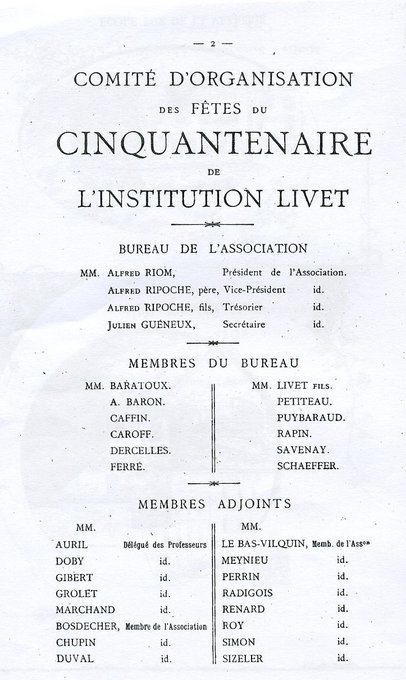 — 2 —
COMITÉ D'ORGANISATION
DES FÊTES DU
CINQUANTENAIRE
DE
L'INSTITUTION LIVET
BUREAU DE L'ASSOCIATION
MM. ALFRED RIOM, Président de l'Association.
ALFRED RIPOCHE, père, Vice-Président id.
ALFRED RIPOCHE, fils, Trésorier id.
JULIEN GUÉNEUX, Secrétaire id.
MEMBRES DU BUREAU
MM. BARATOUX. MM. LIVET FILS.
A. BARON. PETITEAU.
CAFFIN. PUYBARAUD.
CAROFF. RAPIN.
DERCELLES. SAVENAY.
FERRÉ. SCHAEFFER.
MEMBRES ADJOINTS
MM. MM.
AURIL Délégué des Professeurs LE BAS-VILQUIN, Memb. de l'Asson
DOBY id. MEYNIEU id.
GIBERT id. PERRIN id.
GROLET id. RADIGOIS id.
MARCHAND id. RENARD id.
BOSDECHER, Membre de l'Association ROY id.
CHUPIN id. SIMON id.
DUVAL id. SIZELER id.